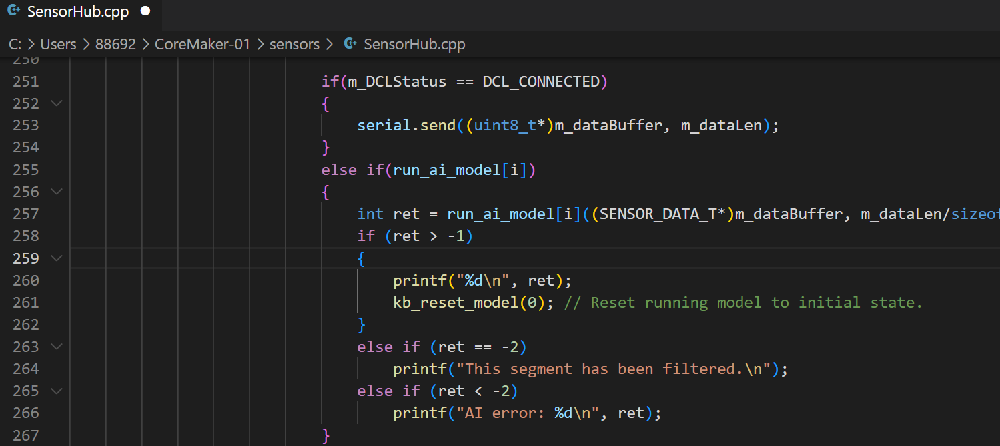 SensorHub.cpp
C: > Users > 88692 > CoreMaker-01 > sensors > SensorHub.cpp
250
251 if(m_DCLStatus == DCL_CONNECTED)
252 {
253 serial.send((uint8_t*)m_dataBuffer, m_dataLen);
254 }
255 else if(run_ai_model[i])
256 {
257 int ret = run_ai_model[i]((SENSOR_DATA_T*)m_dataBuffer, m_dataLen/sizeof
258 if (ret > -1)
259 {
260 printf("%d\n", ret);
261 kb_reset_model(0); // Reset running model to initial state.
262 }
263 else if (ret == -2)
264 printf("This segment has been filtered.\n");
265 else if (ret < -2)
266 printf("AI error: %d\n", ret);
267 }